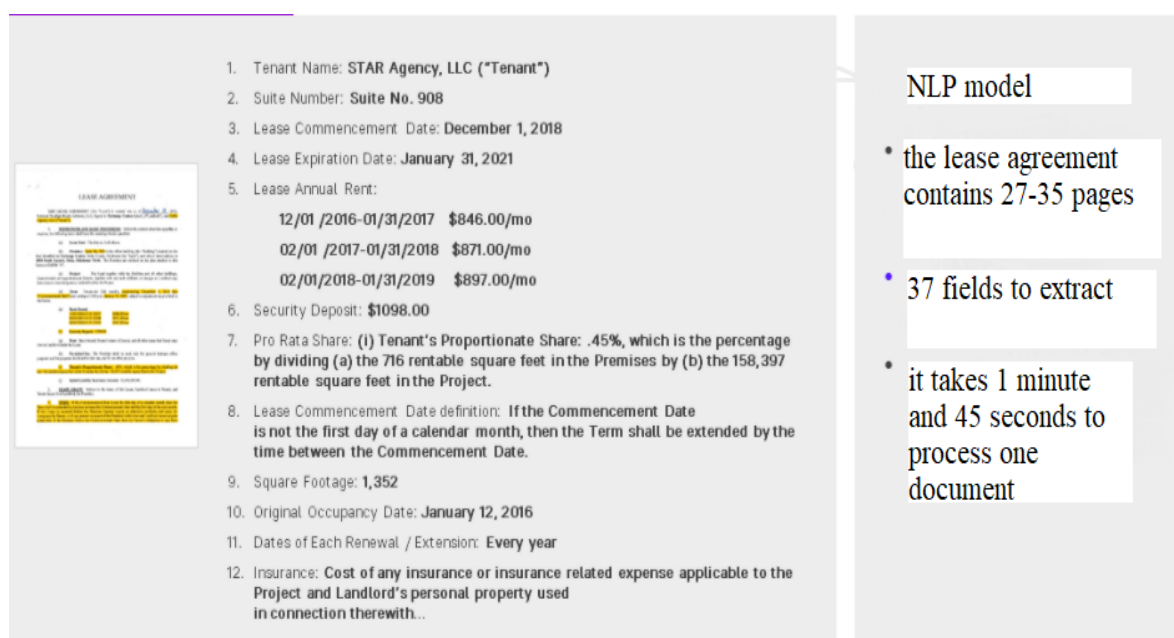 LEASE AGREEMENT
1. Tenant Name: STAR Agency, LLC ("Tenant")
2. Suite Number: Suite No. 908
3. Lease Commencement Date: December 1, 2018
4. Lease Expiration Date: January 31, 2021
5. Lease Annual Rent:
12/01 /2016-01/31/2017 $846.00/mo
02/01 /2017-01/31/2018 $871.00/mo
02/01/2018-01/31/2019 $897.00/mo
6. Security Deposit: $1098.00
7. Pro Rata Share: (i) Tenant's Proportionate Share: .45%, which is the percentage
by dividing (a) the 716 rentable square feet in the Premises by (b) the 158,397
rentable square feet in the Project.
8. Lease Commencement Date definition: If the Commencement Date
is not the first day of a calendar month, then the Term shall be extended by the
time between the Commencement Date.
9. Square Footage: 1,352
10. Original Occupancy Date: January 12, 2016
11. Dates of Each Renewal / Extension: Every year
12. Insurance: Cost of any insurance or insurance related expense applicable to the
Project and Landlord's personal property used
in connection therewith...
NLP model
• the lease agreement
contains 27-35 pages
• 37 fields to extract
• it takes 1 minute
and 45 seconds to
process one
document